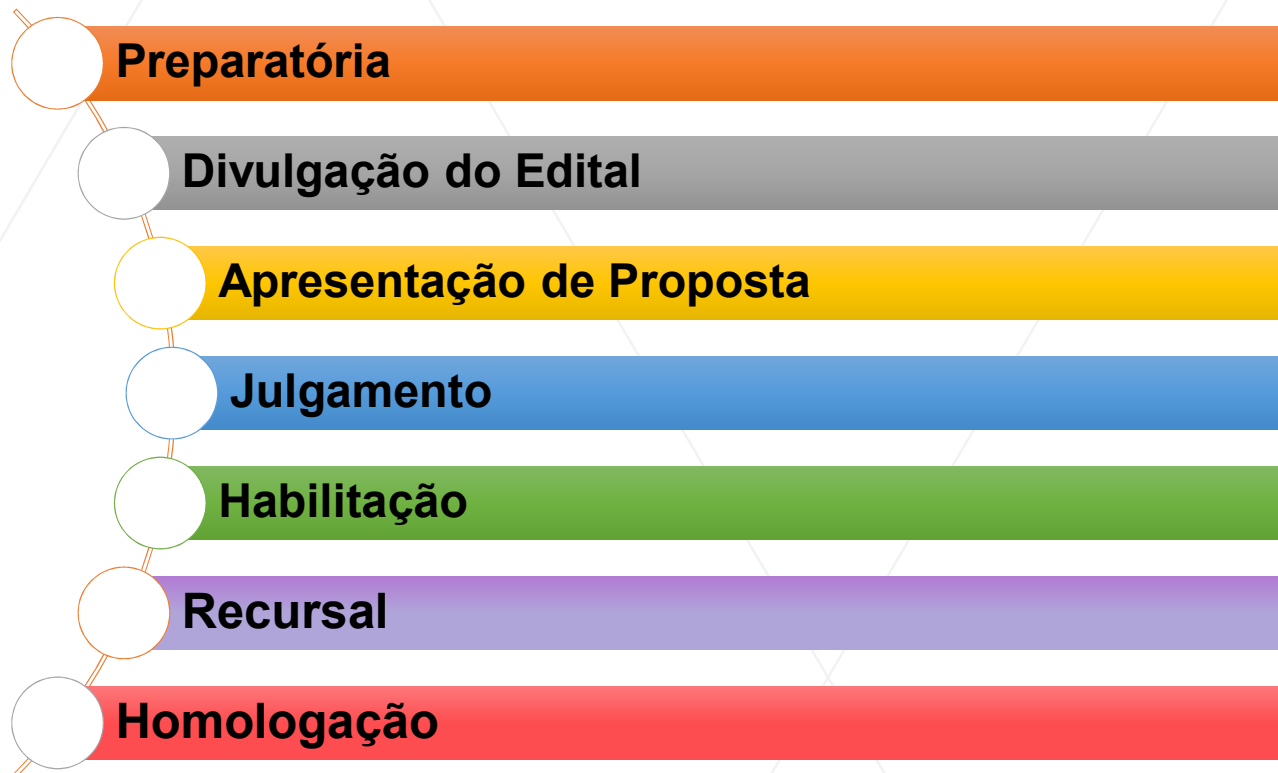 Preparatória
Divulgação do Edital
Apresentação de Proposta
Julgamento
Habilitação
Recursal
Homologação